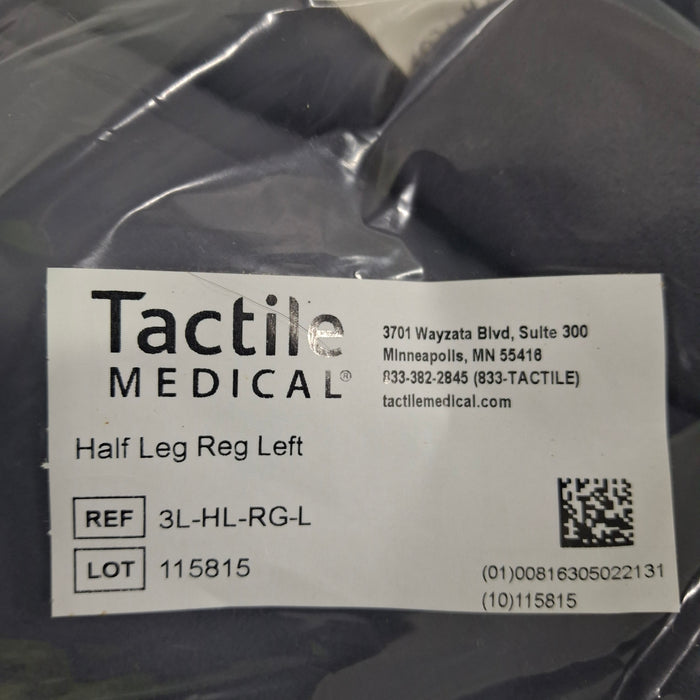 Tactile
MEDICAL®
3701 Wayzata Blvd, Suite 300
Minneapolis, MN 55416
833-382-2845 (833-TACTILE)
tactilemedical.com
Half Leg Reg Left
REF 3L-HL-RG-L
LOT 115815
(01)00816305022131
(10)115815